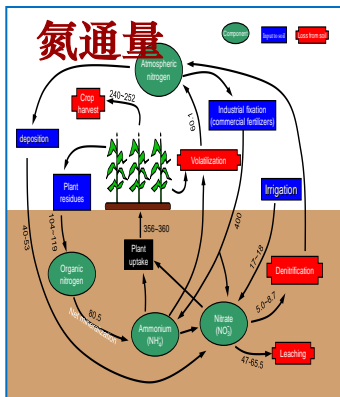 氮通量
Component
Input to soil
Loss from soil
Atmospheric
nitrogen
240~252
Crop
harvest
Industrial fixation
(commercial fertilizers)
deposition
60.1
Volatilization
Plant
residues
Irrigation
104~119
40-53
356-360
400
17~18
Plant
uptake
Denitrification
Organic
nitrogen
5.0~8.7
80.5
Net mineralization
Ammonium
(NH4+)
Nitrate
(NO3-)
47-65.5
Leaching